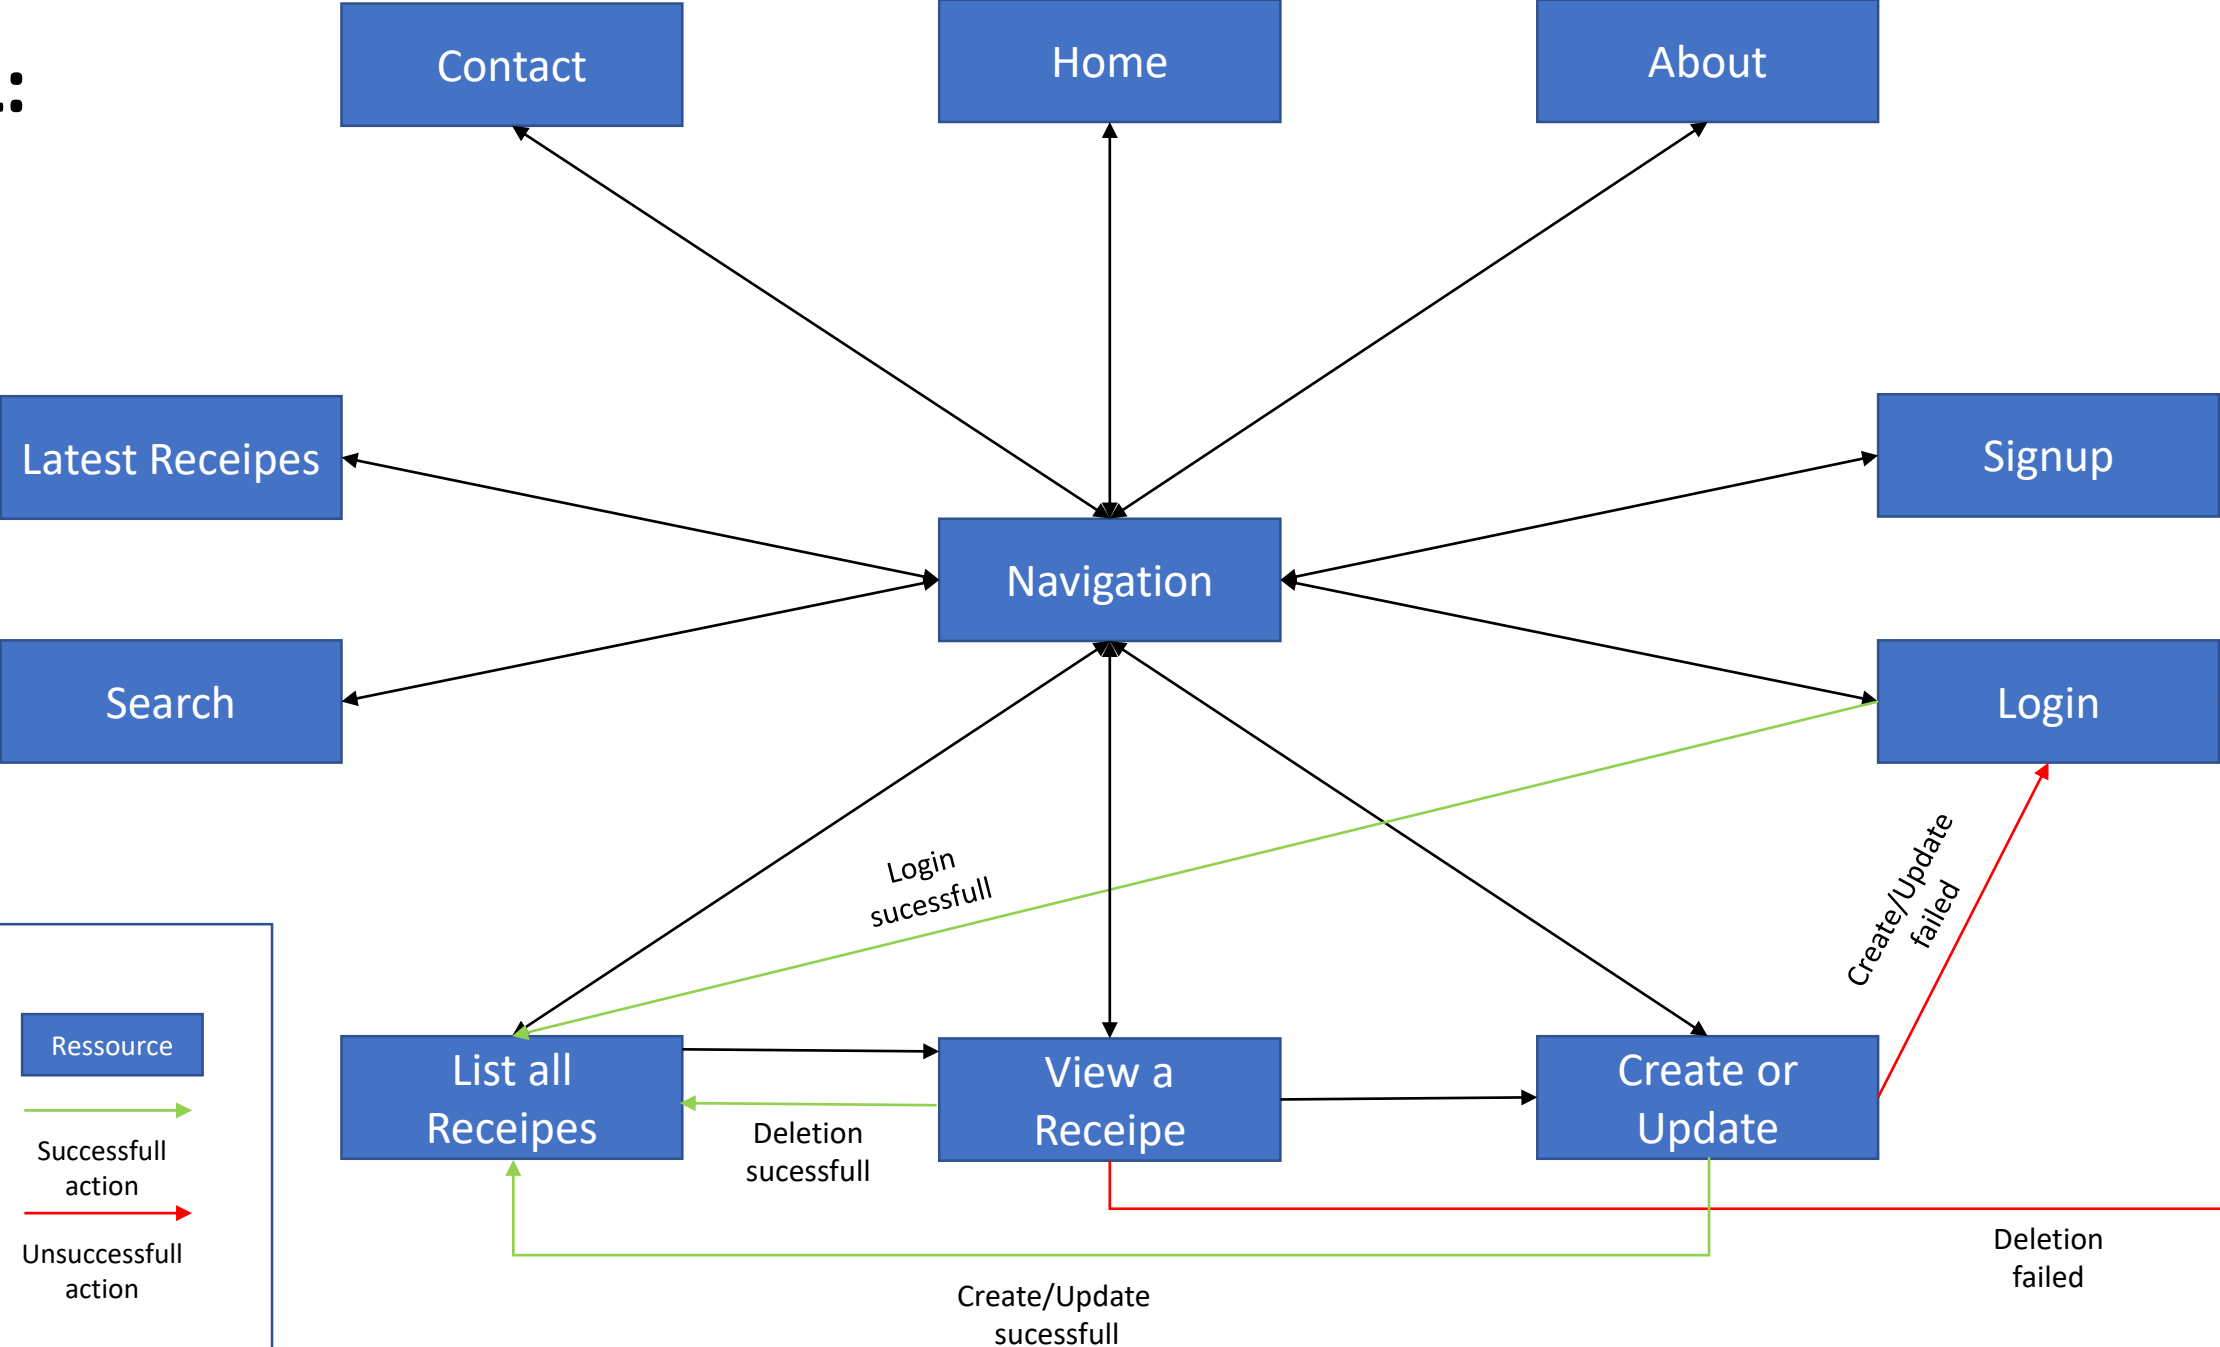 Contact
Home
About
Latest Receipes
Signup
Navigation
Search
Login
Login
sucessfull
Create/Update
failed
Ressource
List all
Receipes
View a
Receipe
Create or
Update
Deletion
sucessfull
Successfull
action
Unsuccessfull
action
Deletion
failed
Create/Update
sucessfull